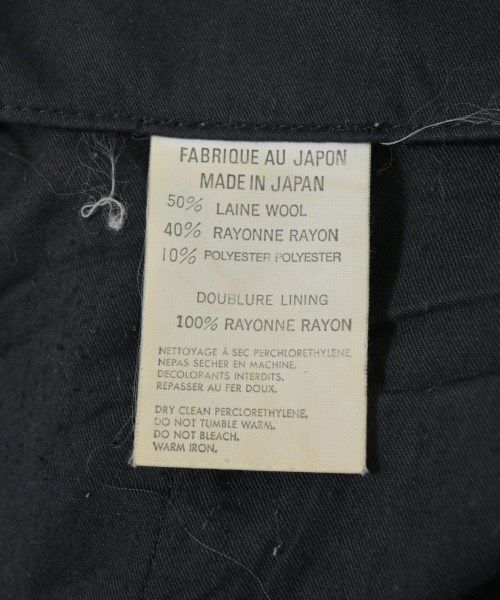 FABRIQUE AU JAPON
MADE IN JAPAN
50% LAINE WOOL
40% RAYONNE RAYON
10% POLYESTER POLYESTER
DOUBLURE LINING
100% RAYONNE RAYON
NETTOYAGE À SEC PERCHLORETHYLENE.
NEPAS SECHER EN MACHINE.
DECOLORANTS INTERDITS.
REPASSER AU FER DOUX.
DRY CLEAN PERCLORETHYLENE.
DO NOT TUMBLE WARM.
DO NOT BLEACH.
WARM IRON.